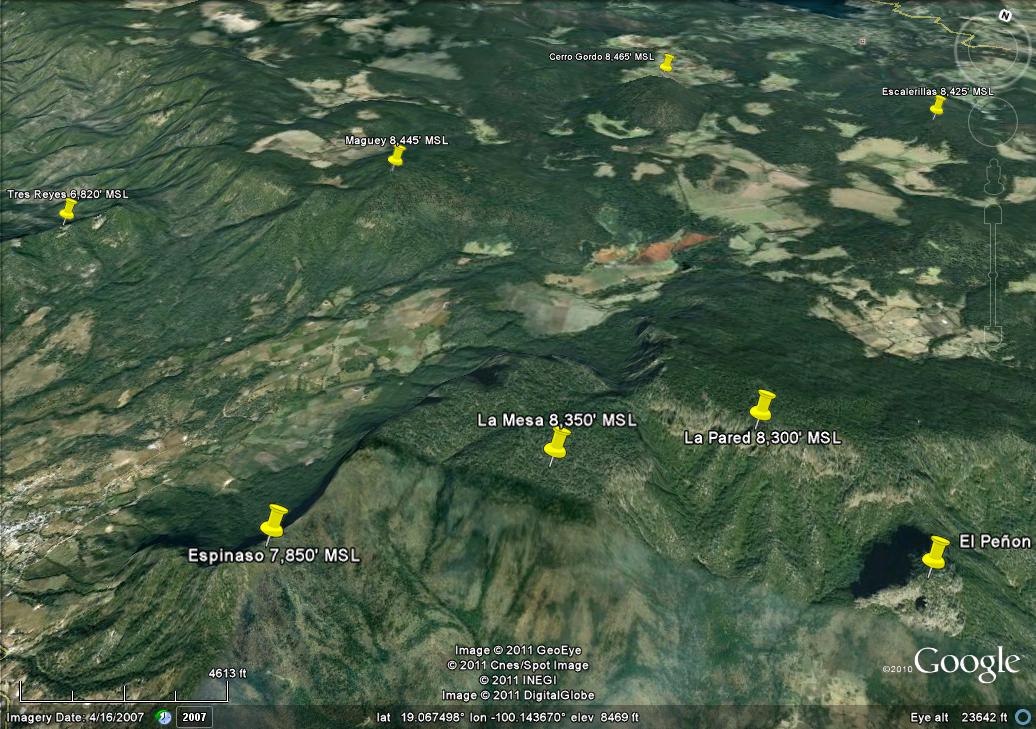 N
Cerro Gordo 8,465' MSL
Escalerillas 8,425' MSL
Maguey 8,445' MSL
Tres Reyes 6,820' MSL
La Mesa 8,350' MSL
La Pared 8,300' MSL
El Peñon
Espinaso 7,850' MSL
Image © 2011 GeoEye
© 2011 Cnes/Spot Image
© 2011 INEGI
Image © 2011 DigitalGlobe
©2010 Google
4613 ft
Imagery Date: 4/16/2007 2007 lat 19.067498° lon -100.143670° elev 8469 ft Eye alt 23642 ft